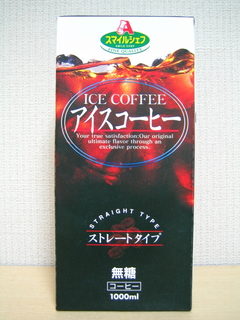 スマイルシェフ
ICE COFFEE
アイスコーヒー
Your true satisfaction:Our original
ultimate flavor through an
exclusive process.
STRAIGHT TYPE
ストレートタイプ
無糖
コーヒー
1000ml